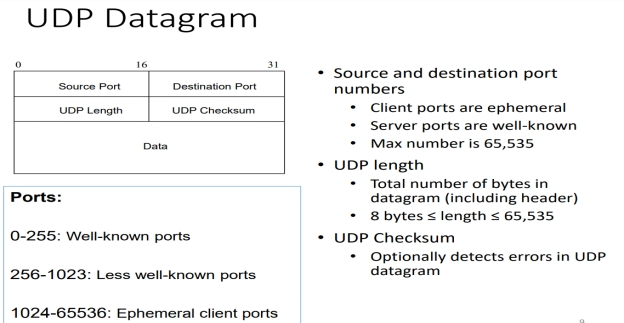 UDP Datagram
0 16 31
Source Port Destination Port
UDP Length UDP Checksum
Data
Ports:
0-255: Well-known ports
256-1023: Less well-known ports
1024-65536: Ephemeral client ports
• Source and destination port
numbers
• Client ports are ephemeral
• Server ports are well-known
• Max number is 65,535
• UDP length
• Total number of bytes in
datagram (including header)
• 8 bytes ≤ length ≤ 65,535
• UDP Checksum
• Optionally detects errors in UDP
datagram